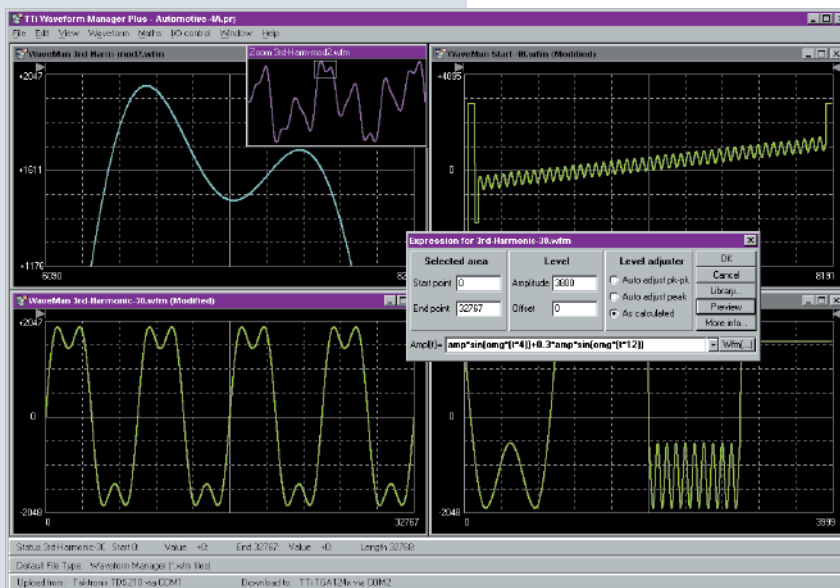 TTi Waveform Manager Plus - Automotive-4A.prj
File Edit View Waveform Maths I/O control Window Help
WaveMan 3rd-Harm-mod2.wfm
+2047
+1611
+1176
6090
Zoom 3rd-Harm-mod2.wfm
WaveMan Start-4B.wfm (Modified)
+4095
0
8191
Expression for 3rd-Harmonic-30.wfm
Selected area
Start point 0
End point 32767
Level
Amplitude 3800
Offset 0
Level adjuster
Auto adjust pk-pk
Auto adjust peak
As calculated
OK
Cancel
Library...
Preview
More info...
Amp(t)= amp*sin(omg*(t*4))+0.3*amp*sin(omg*(t*12))
Wfm(...)
WaveMan 3rd-Harmonic-30.wfm (Modified)
+2047
0
-2048
0
32767
0
-2048
0
3999
Status 3rd-Harmonic-30 Start 0: Value +0: End 32767: Value +0: Length 32768:
Default File Type: Waveform Manager (*.wfm files)
Upload from: Tektronix TDS210 via COM1 Download to: TTi TGA124x via COM2